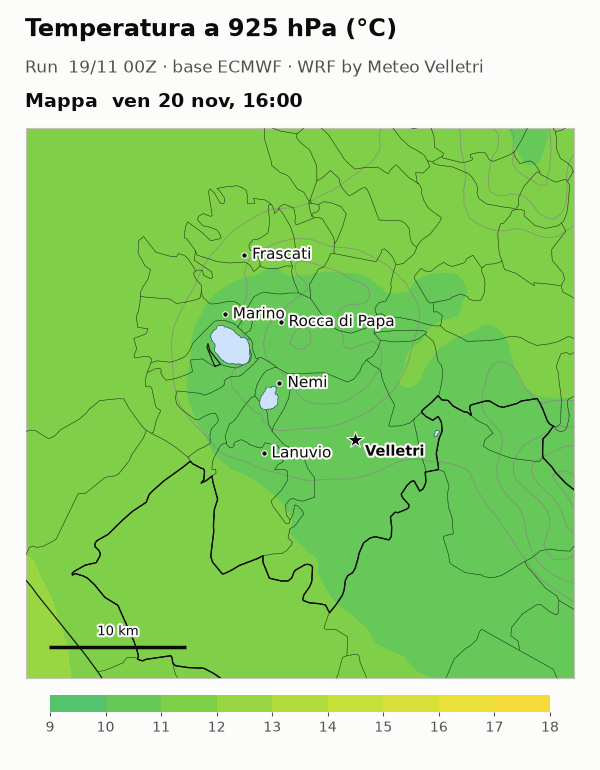 Temperatura a 925 hPa (°C)
Run  19/11 00Z · base ECMWF · WRF by Meteo Velletri
Mappa  ven 20 nov, 16:00
Frascati
Marino
Rocca di Papa
Nemi
Velletri
Lanuvio
10 km
9 10 11 12 13 14 15 16 17 18